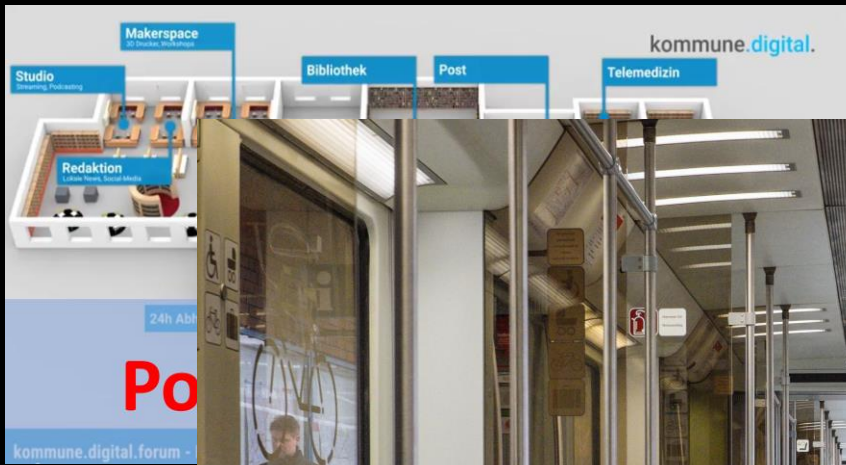 Makerspace
3D Drucker, Workshops
kommune.digital.
Studio
Streaming, Podcasting
Bibliothek
Post
Telemedizin
Redaktion
Lokale News, Social-Media
24h Abh
Po
kommune.digital.forum -